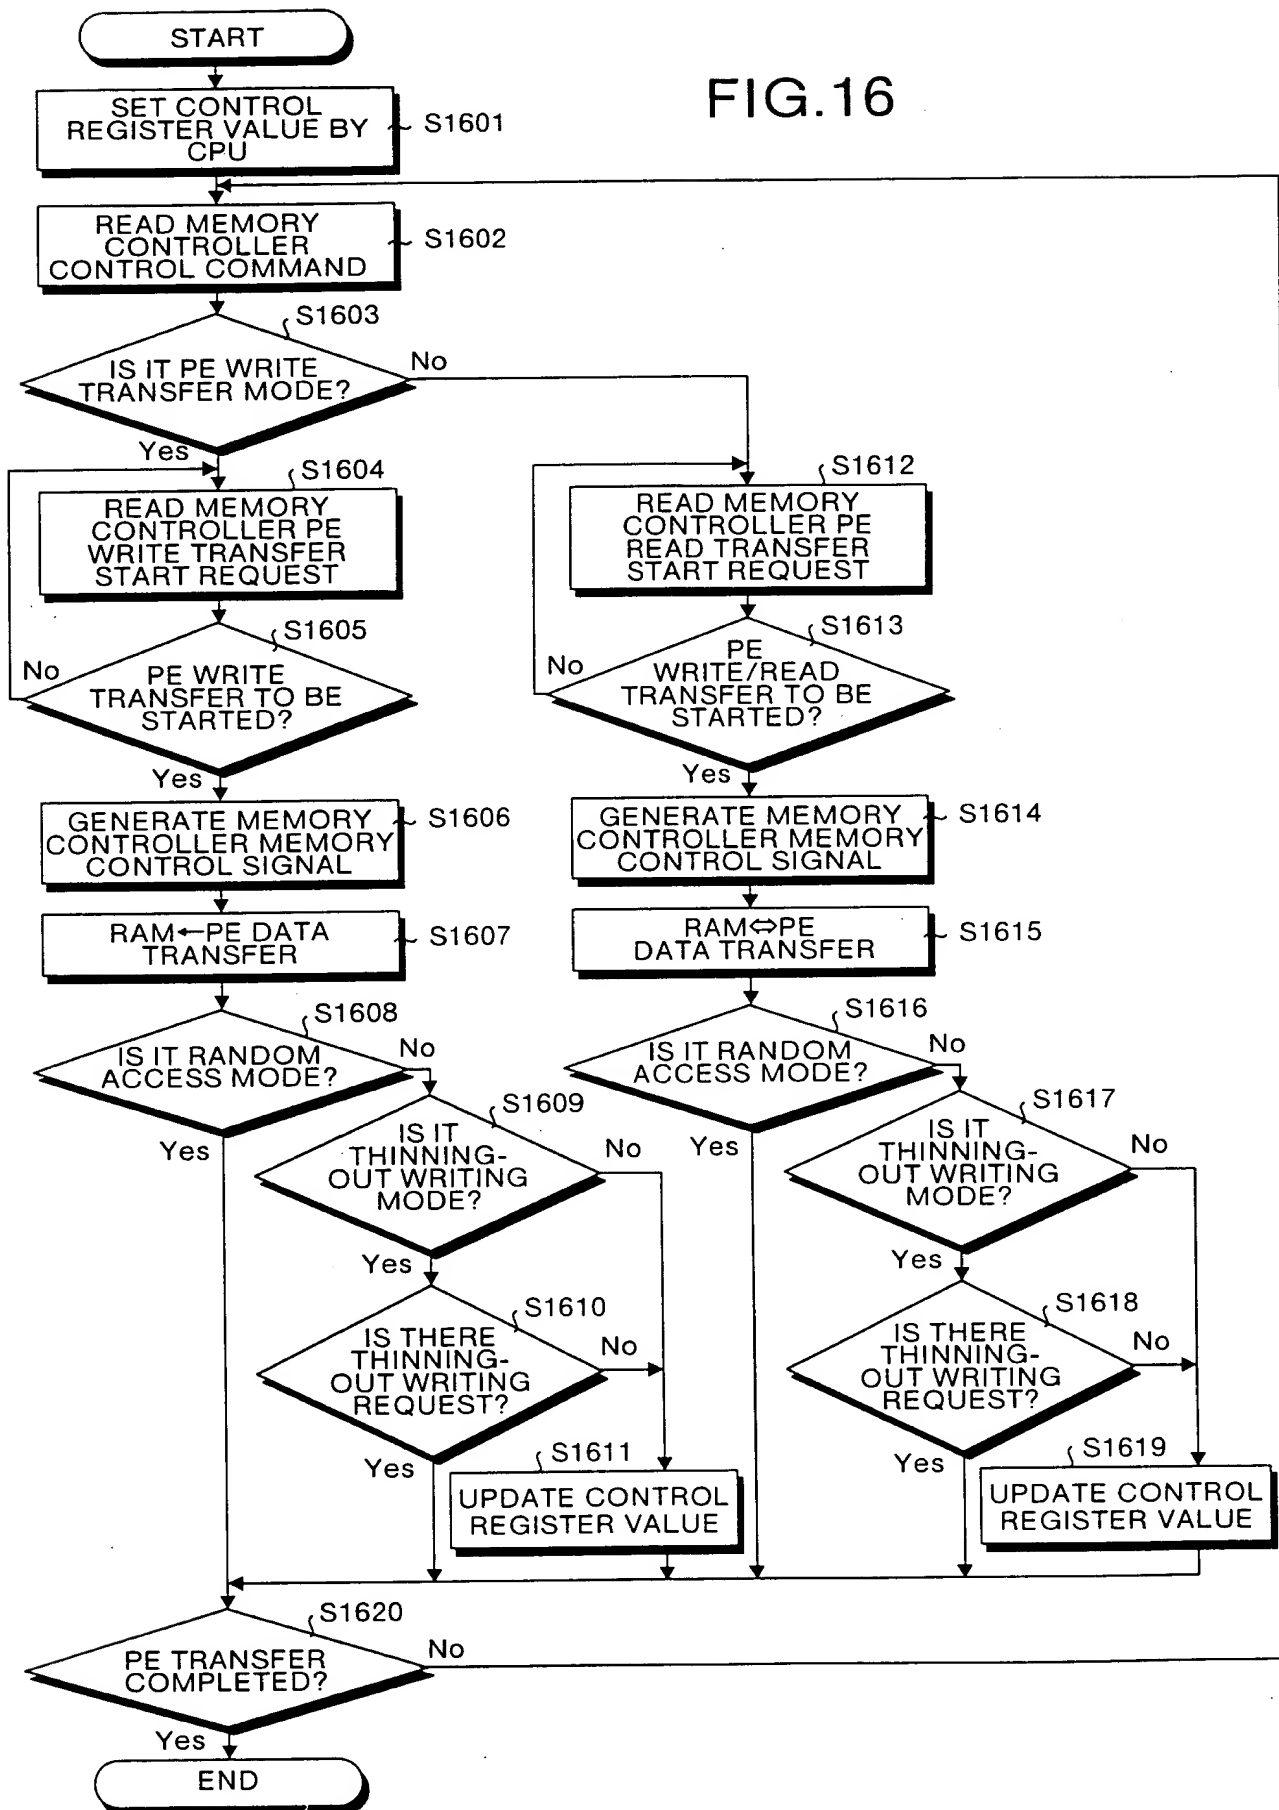 START
FIG.16
SET CONTROL
REGISTER VALUE BY
CPU
S1601
READ MEMORY
CONTROLLER
CONTROL COMMAND
S1602
S1603
IS IT PE WRITE
TRANSFER MODE?
No
Yes
S1604
READ MEMORY
CONTROLLER PE
WRITE TRANSFER
START REQUEST
S1605
No
PE WRITE
TRANSFER TO BE
STARTED?
Yes
GENERATE MEMORY
CONTROLLER MEMORY
CONTROL SIGNAL
S1606
RAM←PE DATA
TRANSFER
S1607
S1608
IS IT RANDOM
ACCESS MODE?
No
Yes
S1609
IS IT
THINNING-
OUT WRITING
MODE?
No
Yes
S1610
IS THERE
THINNING-
OUT WRITING
REQUEST?
No
Yes
S1611
UPDATE CONTROL
REGISTER VALUE
S1612
READ MEMORY
CONTROLLER PE
READ TRANSFER
START REQUEST
S1613
No
PE
WRITE/READ
TRANSFER TO BE
STARTED?
Yes
GENERATE MEMORY
CONTROLLER MEMORY
CONTROL SIGNAL
S1614
RAM⇔PE
DATA TRANSFER
S1615
S1616
IS IT RANDOM
ACCESS MODE?
No
Yes
S1617
IS IT
THINNING-
OUT WRITING
MODE?
No
Yes
S1618
IS THERE
THINNING-
OUT WRITING
REQUEST?
No
Yes
S1619
UPDATE CONTROL
REGISTER VALUE
S1620
PE TRANSFER
COMPLETED?
No
Yes
END